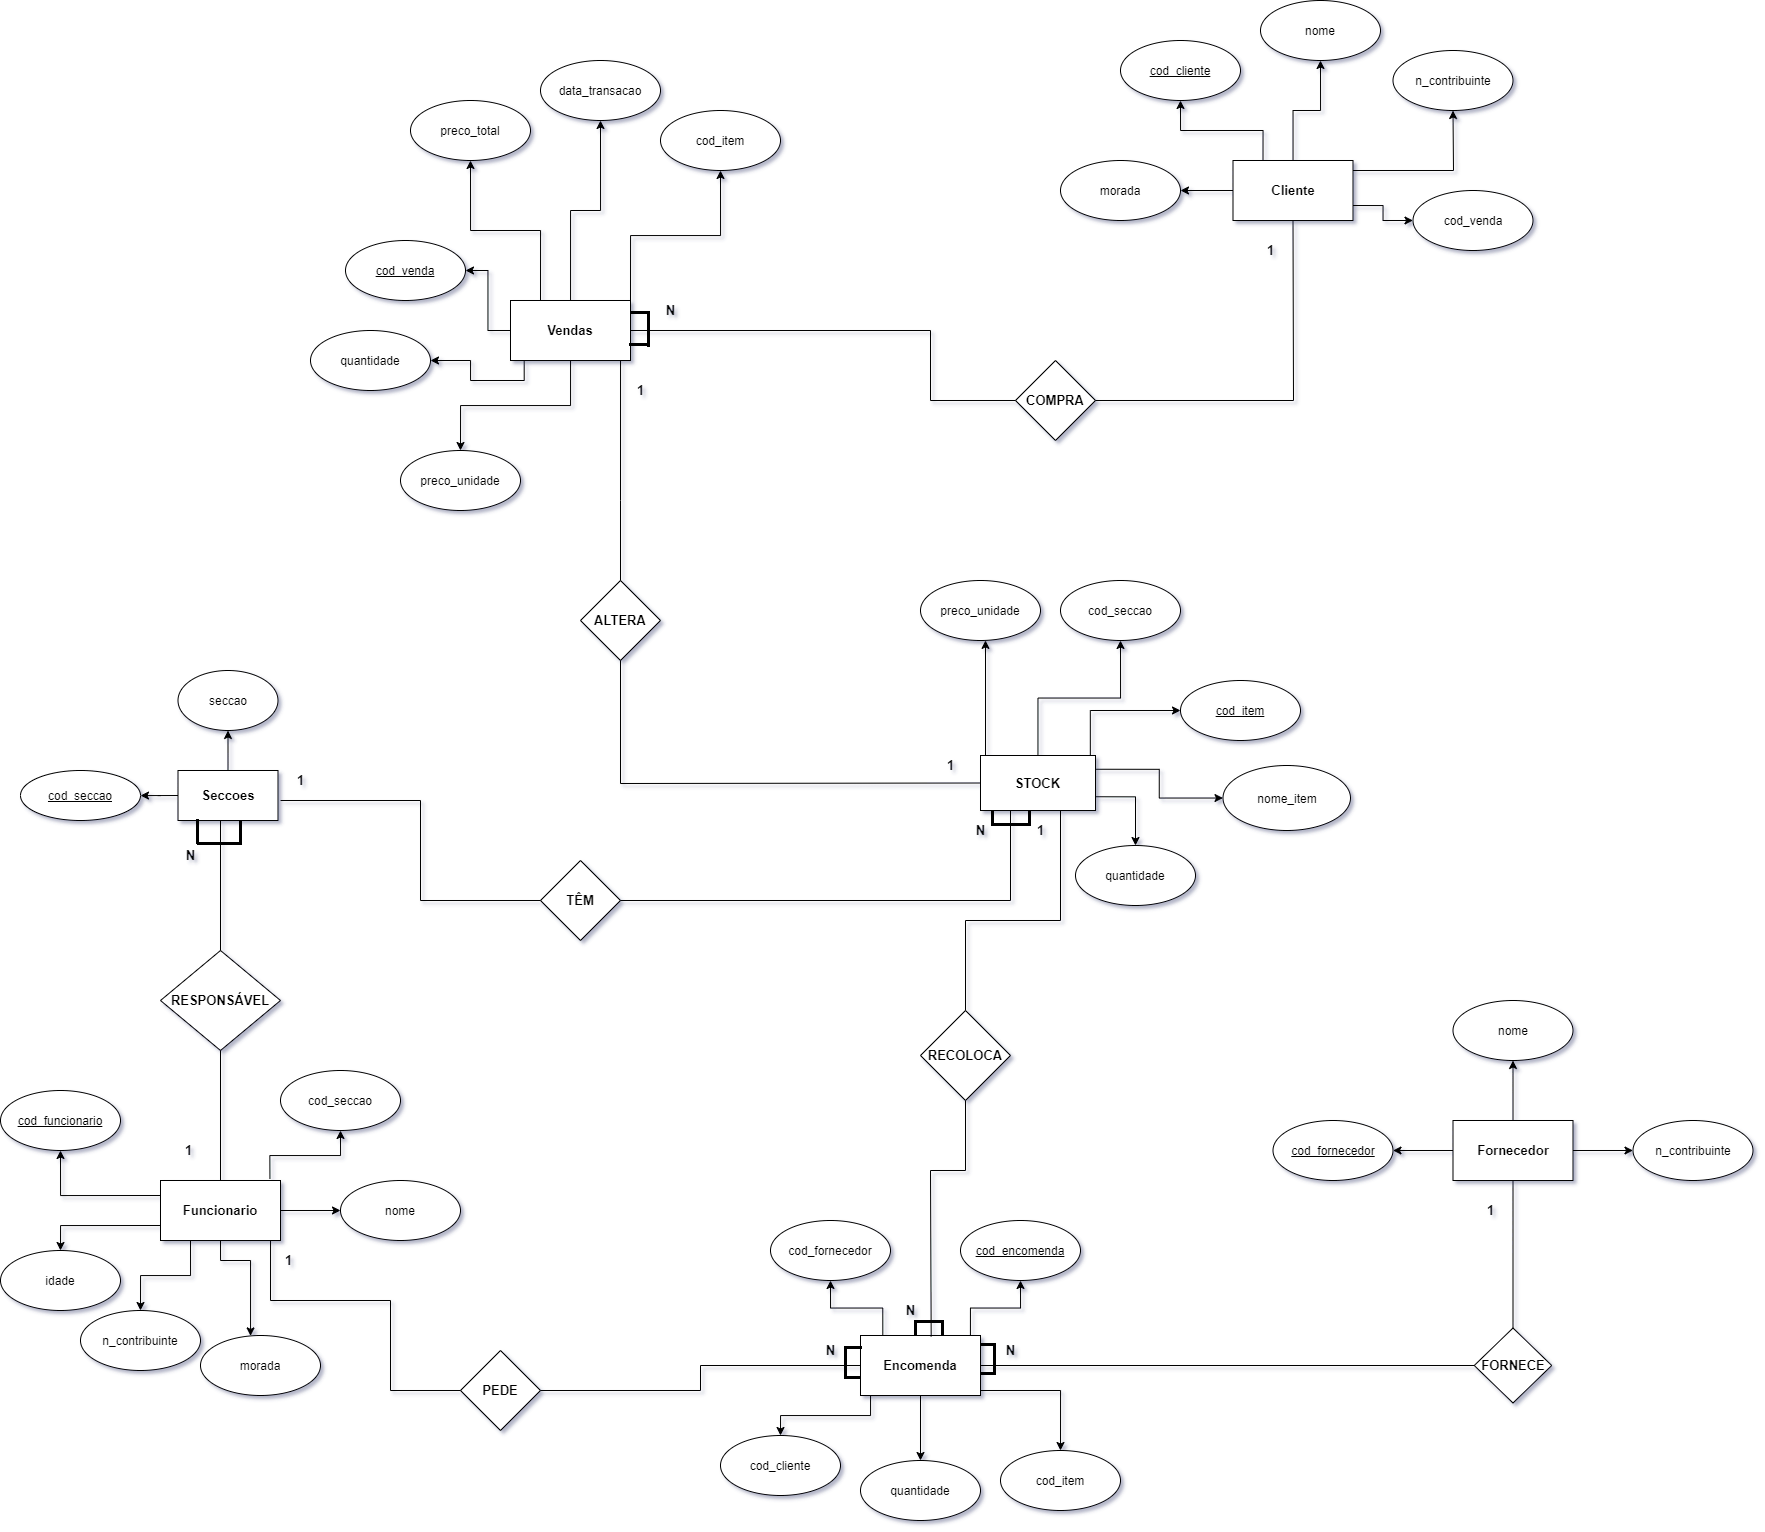 nome
cod_cliente
n_contribuinte
data_transacao
preco_total
cod_item
morada
Cliente
cod_venda
1
cod_venda
N
Vendas
quantidade
1
COMPRA
preco_unidade
ALTERA
preco_unidade
cod_seccao
seccao
cod_item
1
1
STOCK
cod_seccao
Seccoes
nome_item
N
1
N
quantidade
TÊM
RESPONSÁVEL
RECOLOCA
nome
cod_seccao
cod_funcionario
1
cod_fornecedor
Fornecedor
n_contribuinte
Funcionario
nome
1
1
cod_fornecedor
cod_encomenda
idade
N
n_contribuinte
N
N
morada
Encomenda
FORNECE
PEDE
cod_cliente
cod_item
quantidade